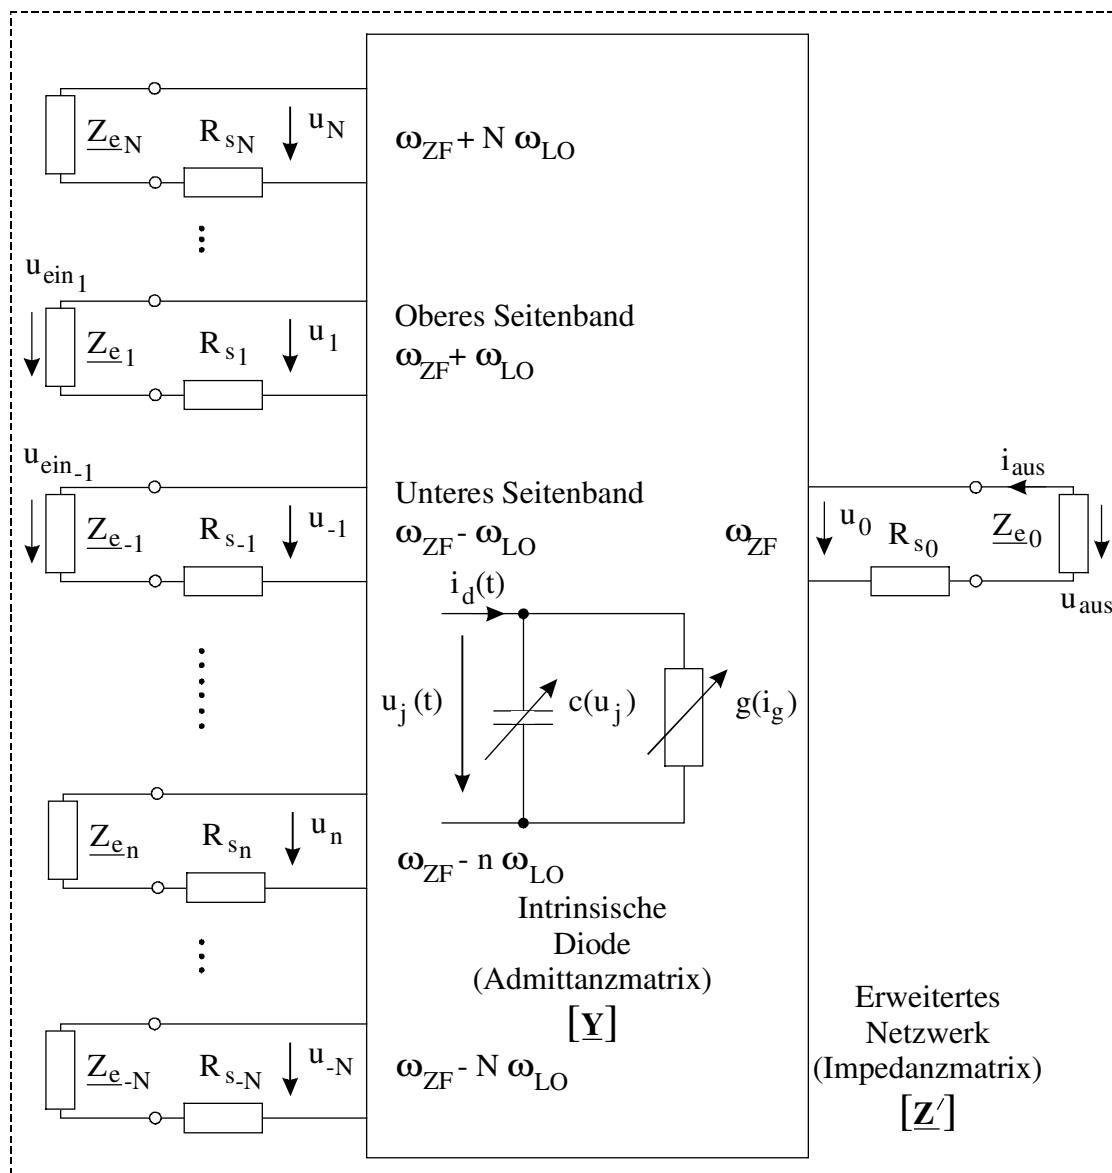 Z_eN R_sN u_N ω_ZF + N ω_LO
u_ein1
Z_e1 R_s1 u_1 Oberes Seitenband
ω_ZF + ω_LO
u_ein-1
Z_e-1 R_s-1 u_-1 Unteres Seitenband
ω_ZF - ω_LO
ω_ZF u_0 R_s0 i_aus Z_e0
u_aus
i_d(t)
u_j(t) c(u_j) g(i_g)
Z_en R_sn u_n
ω_ZF - n ω_LO
Intrinsische
Diode
(Admittanzmatrix)
[Y]
Z_e-N R_s-N u_-N ω_ZF - N ω_LO
Erweitertes
Netzwerk
(Impedanzmatrix)
[Z′]